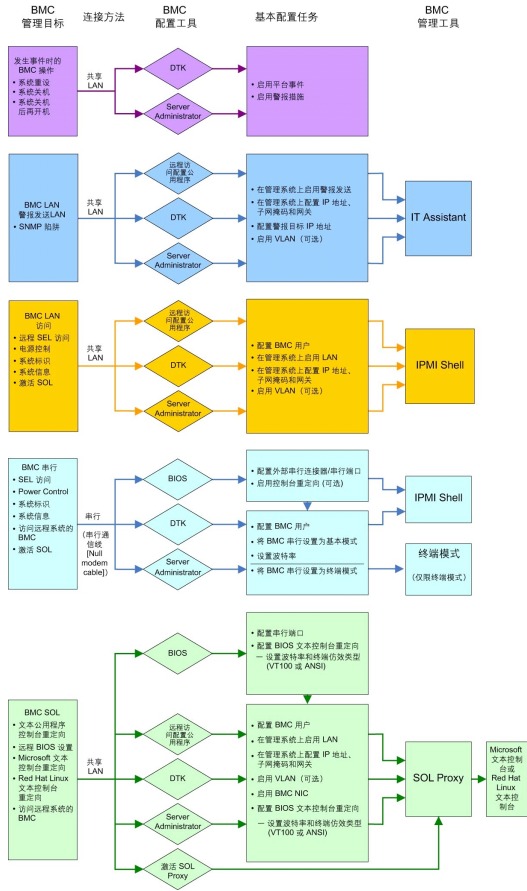 BMC
管理目标
连接方法
BMC
配置工具
基本配置任务
BMC
管理工具
发生事件时的
BMC 操作
• 系统重设
• 系统关机
• 系统关机
后再开机
共享
LAN
DTK
Server
Administrator
• 启用平台事件
• 启用警报措施
BMC LAN
警报发送LAN
• SNMP 陷阱
共享
LAN
远程访
问配置公
用程序
DTK
Server
Administrator
• 在管理系统上启用警报发送
• 在管理系统上配置 IP 地址、
子网掩码和网关
• 配置警报目标 IP 地址
• 启用 VLAN（可选）
IT Assistant
BMC LAN
访问
• 远程 SEL 访问
• 电源控制
• 系统标识
• 系统信息
• 激活 SOL
共享
LAN
远程访
问配置公
用程序
DTK
Server
Administrator
• 配置 BMC 用户
• 在管理系统上启用 LAN
• 在管理系统上配置 IP 地址、
子网掩码和网关
• 启用 VLAN（可选）
IPMI Shell
BMC 串行
• SEL 访问
• Power Control
• 系统标识
• 系统信息
• 访问远程系统的
BMC
• 激活 SOL
串行
（串行通信缆
[Null
modem
cable]）
BIOS
DTK
Server
Administrator
• 配置外部串行连接器/串行端口
• 启用控制台重定向 (可选)
• 配置 BMC 用户
• 将 BMC 串行设置为基本模式
• 设置波特率
• 将 BMC 串行设置为终端模式
IPMI Shell
终端模式
（仅限终端模式）
BIOS
• 配置串行端口
• 配置 BIOS 文本控制台重定向
一 设置波特率和终端仿效类型
(VT100 或 ANSI)
BMC SOL
• 文本公用程序
控制台重定向
• 远程 BIOS 设置
• Microsoft 文本
控制台重定向
• Red Hat Linux
文本控制台
重定向
• 访问远程系统的
BMC
共享
LAN
远程访
问配置公
用程序
DTK
Server
Administrator
激活 SOL
Proxy
• 配置 BMC 用户
• 在管理系统上启用 LAN
• 在管理系统上配置 IP 地址、
子网掩码和网关
• 启用 VLAN（可选）
• 启用 BMC NIC
• 配置 BIOS 文本控制台重定向
一 设置波特率和终端仿效类型
(VT100 或 ANSI)
SOL Proxy
Microsoft
文本控制
台或
Red Hat
Linux
文本控
制台